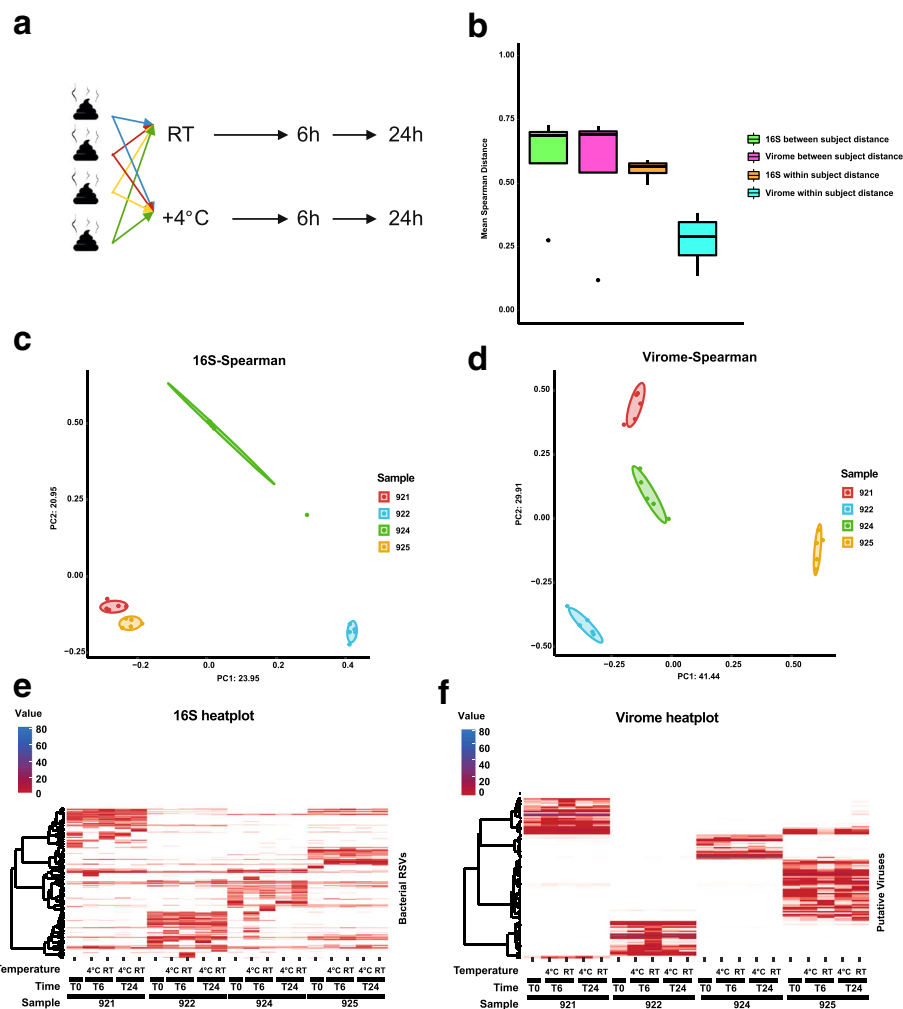 a
RT
6h
24h
+4°C
6h
24h
b
1.00
0.75
0.50
0.25
0.00
Mean Spearman Distance
16S between subject distance
Virome between subject distance
16S within subject distance
Virome within subject distance
c
16S-Spearman
0.50
0.25
0.00
−0.25
PC2: 20.95
−0.2
0.0
0.2
0.4
PC1: 23.95
Sample
921
922
924
925
d
Virome-Spearman
0.50
0.25
0.00
−0.25
−0.50
PC2: 29.91
−0.25
0.00
0.25
0.50
PC1: 41.44
Sample
921
922
924
925
e
16S heatplot
Value
80
60
40
20
0
Bacterial RSVs
Temperature 4°C RT 4°C RT 4°C RT 4°C RT 4°C RT 4°C RT 4°C RT 4°C RT
Time T0 T6 T24 T0 T6 T24 T0 T6 T24 T0 T6 T24
Sample 921 922 924 925
f
Virome heatplot
Value
80
60
40
20
0
Putative Viruses
Temperature 4°C RT 4°C RT 4°C RT 4°C RT 4°C RT 4°C RT 4°C RT 4°C RT
Time T0 T6 T24 T0 T6 T24 T0 T6 T24 T0 T6 T24
Sample 921 922 924 925